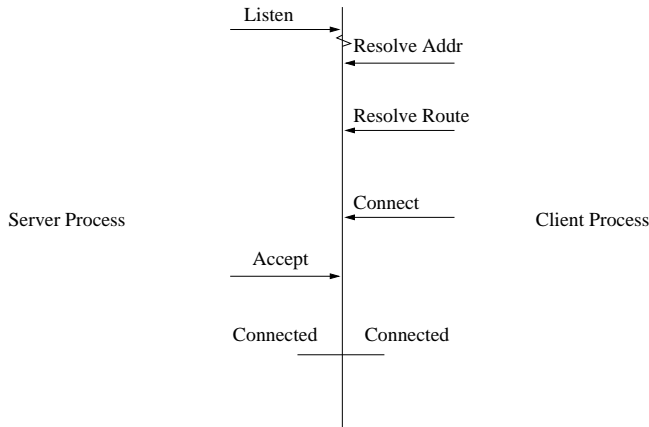 Listen
Resolve Addr
Resolve Route
Connect
Server Process
Client Process
Accept
Connected
Connected